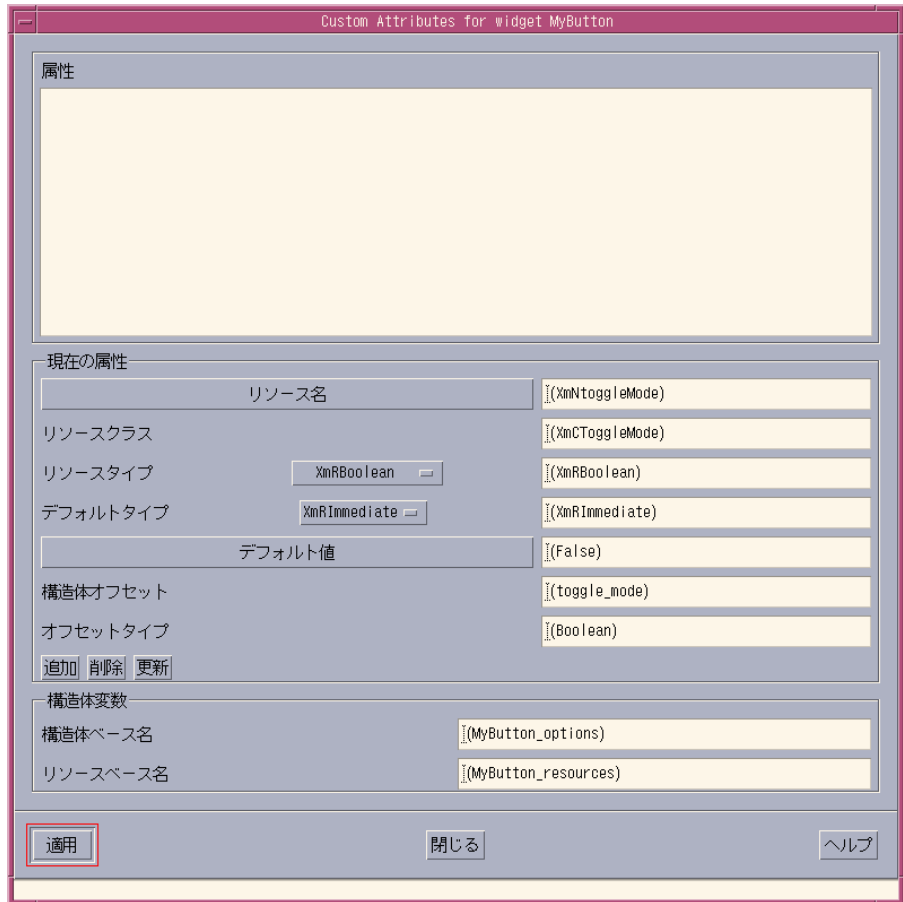 Custom Attributes for widget MyButton
属性
現在の属性
リソース名 (XmNtoggleMode)
リソースクラス (XmCToggleMode)
リソースタイプ XmRBoolean (XmRBoolean)
デフォルトタイプ XmRImmediate (XmRImmediate)
デフォルト値 (False)
構造体オフセット (toggle_mode)
オフセットタイプ (Boolean)
追加 削除 更新
構造体変数
構造体ベース名 (MyButton_options)
リソースベース名 (MyButton_resources)
適用 閉じる ヘルプ